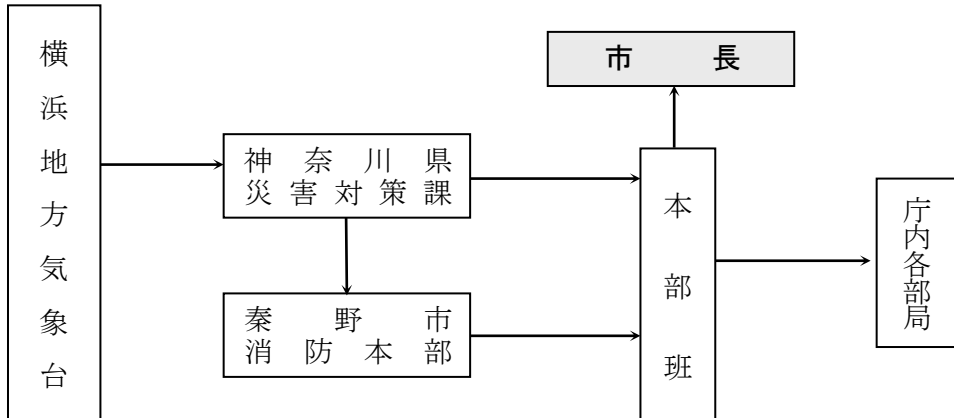 横浜地方気象台
市長
神奈川県
災害対策課
秦野市
消防本部
本部班
庁内各部局